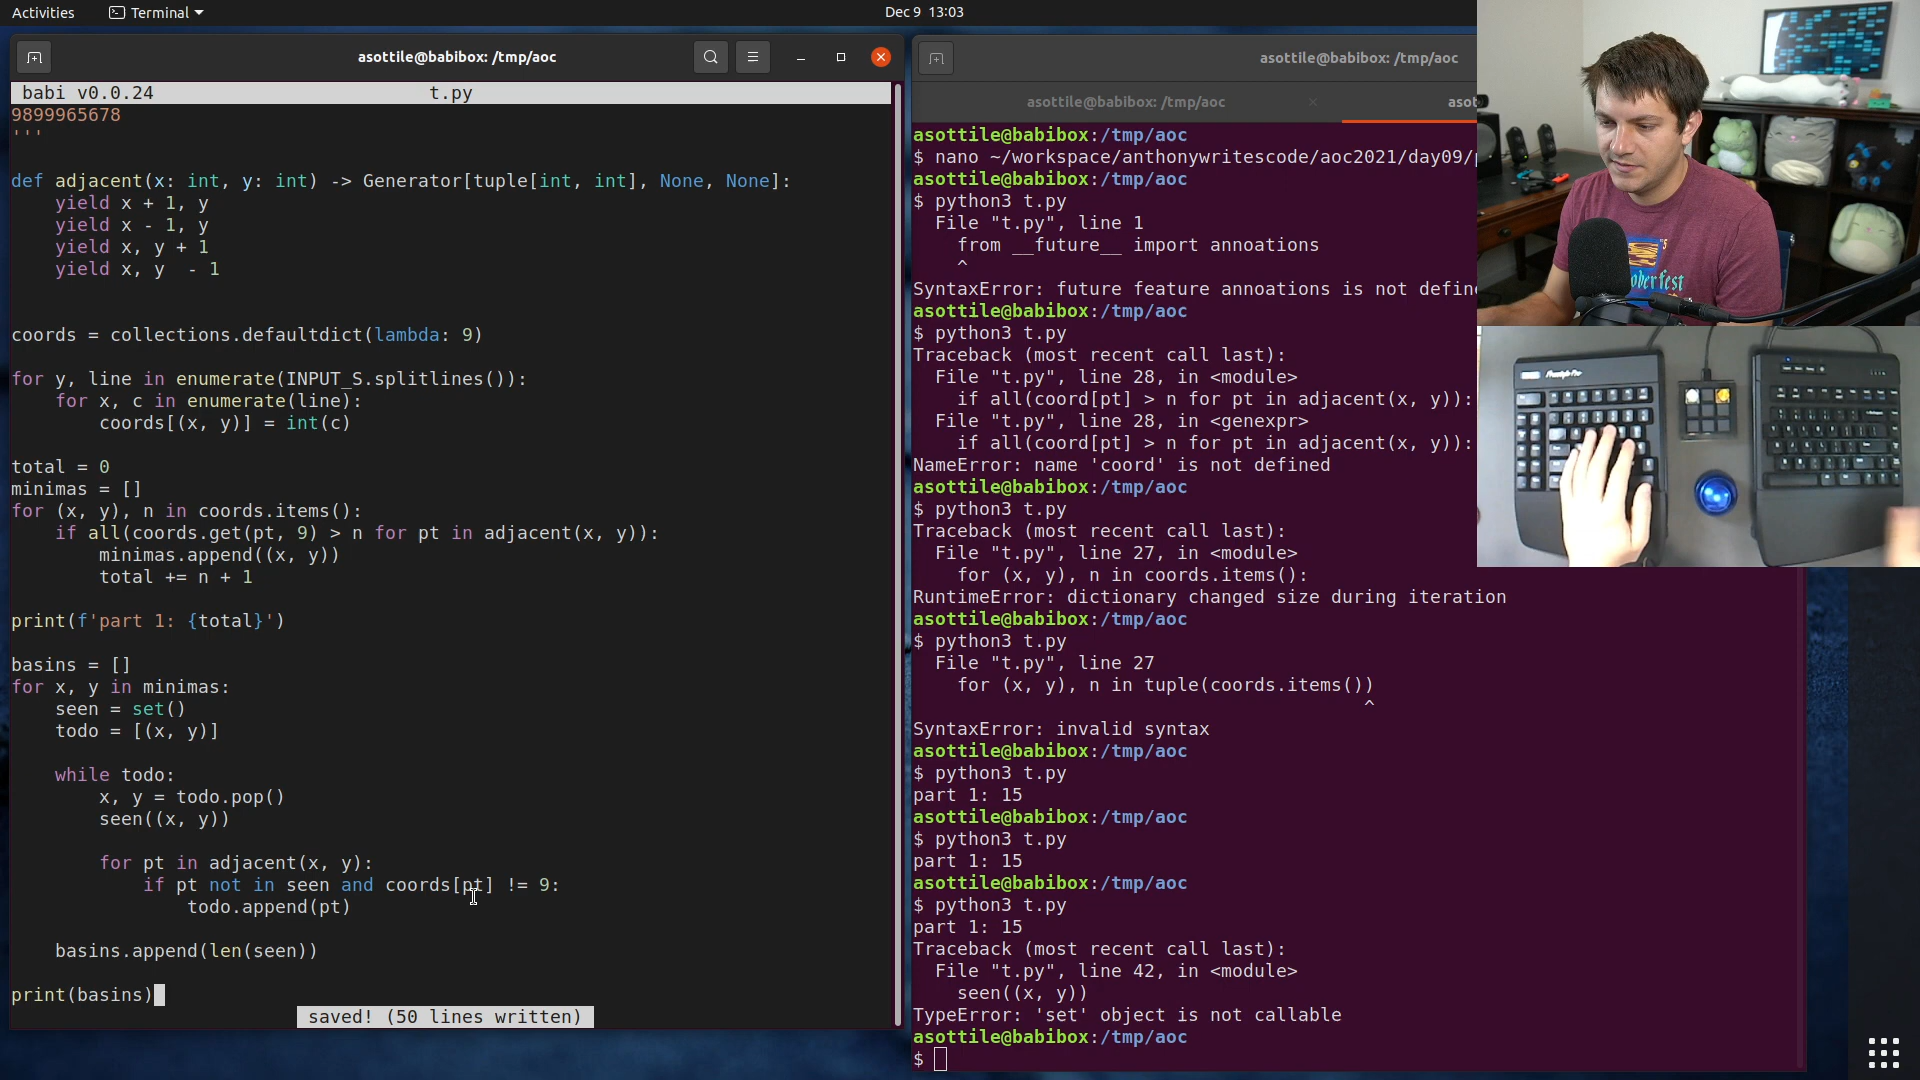 Activities
Terminal
Dec 9 13:03
asottile@babibox: /tmp/aoc
babi v0.0.24
t.py
9899965678
'''
def adjacent(x: int, y: int) -> Generator[tuple[int, int], None, None]:
    yield x + 1, y
    yield x - 1, y
    yield x, y + 1
    yield x, y  - 1
coords = collections.defaultdict(lambda: 9)
for y, line in enumerate(INPUT_S.splitlines()):
    for x, c in enumerate(line):
        coords[(x, y)] = int(c)
total = 0
minimas = []
for (x, y), n in coords.items():
    if all(coords.get(pt, 9) > n for pt in adjacent(x, y)):
        minimas.append((x, y))
        total += n + 1
print(f'part 1: {total}')
basins = []
for x, y in minimas:
    seen = set()
    todo = [(x, y)]
    while todo:
        x, y = todo.pop()
        seen((x, y))
        for pt in adjacent(x, y):
            if pt not in seen and coords[pt] != 9:
                todo.append(pt)
    basins.append(len(seen))
print(basins)
saved! (50 lines written)
asottile@babibox: /tmp/aoc
asottile@babibox: /tmp/aoc
asot
asottile@babibox:/tmp/aoc
$ nano ~/workspace/anthonywritescode/aoc2021/day09/p
asottile@babibox:/tmp/aoc
$ python3 t.py
  File "t.py", line 1
    from __future__ import annoations
    ^
SyntaxError: future feature annoations is not define
asottile@babibox:/tmp/aoc
$ python3 t.py
Traceback (most recent call last):
  File "t.py", line 28, in <module>
    if all(coord[pt] > n for pt in adjacent(x, y)):
  File "t.py", line 28, in <genexpr>
    if all(coord[pt] > n for pt in adjacent(x, y)):
NameError: name 'coord' is not defined
asottile@babibox:/tmp/aoc
$ python3 t.py
Traceback (most recent call last):
  File "t.py", line 27, in <module>
    for (x, y), n in coords.items():
RuntimeError: dictionary changed size during iteration
asottile@babibox:/tmp/aoc
$ python3 t.py
  File "t.py", line 27
    for (x, y), n in tuple(coords.items())
                                         ^
SyntaxError: invalid syntax
asottile@babibox:/tmp/aoc
$ python3 t.py
part 1: 15
asottile@babibox:/tmp/aoc
$ python3 t.py
part 1: 15
asottile@babibox:/tmp/aoc
$ python3 t.py
part 1: 15
Traceback (most recent call last):
  File "t.py", line 42, in <module>
    seen((x, y))
TypeError: 'set' object is not callable
asottile@babibox:/tmp/aoc
$